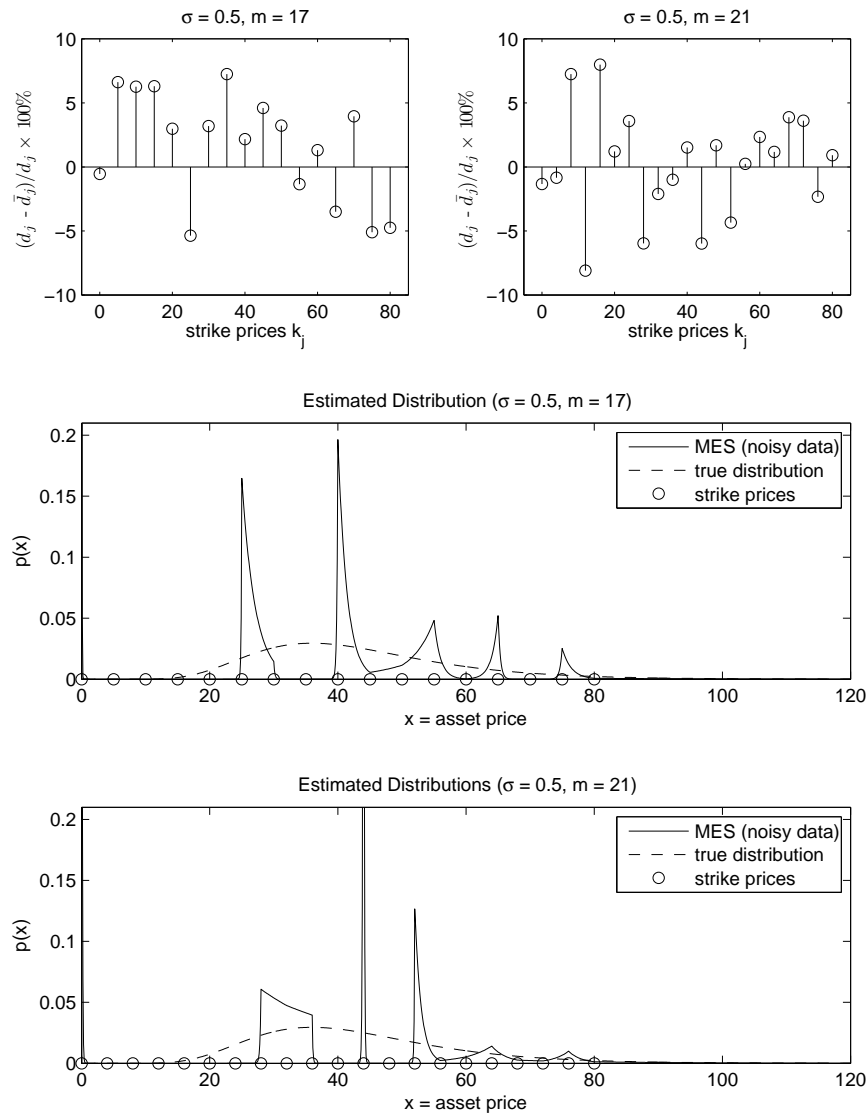 σ = 0.5, m = 17
10
5
0
−5
−10
(d_j - d̄_j)/d_j × 100%
0 20 40 60 80
strike prices k_j
σ = 0.5, m = 21
10
5
0
−5
−10
(d_j - d̄_j)/d_j × 100%
0 20 40 60 80
strike prices k_j
Estimated Distribution (σ = 0.5, m = 17)
0.2
0.15
0.1
0.05
0
p(x)
MES (noisy data)
true distribution
strike prices
0 20 40 60 80 100 120
x = asset price
Estimated Distributions (σ = 0.5, m = 21)
0.2
0.15
0.1
0.05
0
p(x)
MES (noisy data)
true distribution
strike prices
0 20 40 60 80 100 120
x = asset price